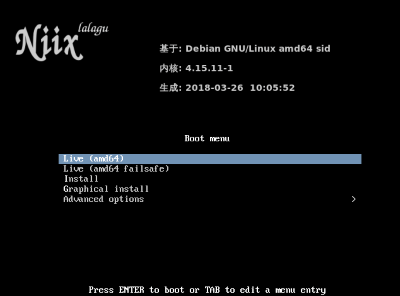 Niix lalagu
基于: Debian GNU/Linux amd64 sid
内核: 4.15.11-1
生成: 2018-03-26 10:05:52
Boot menu
Live (amd64)
Live (amd64 failsafe)
Install
Graphical install
Advanced options >
Press ENTER to boot or TAB to edit a menu entry